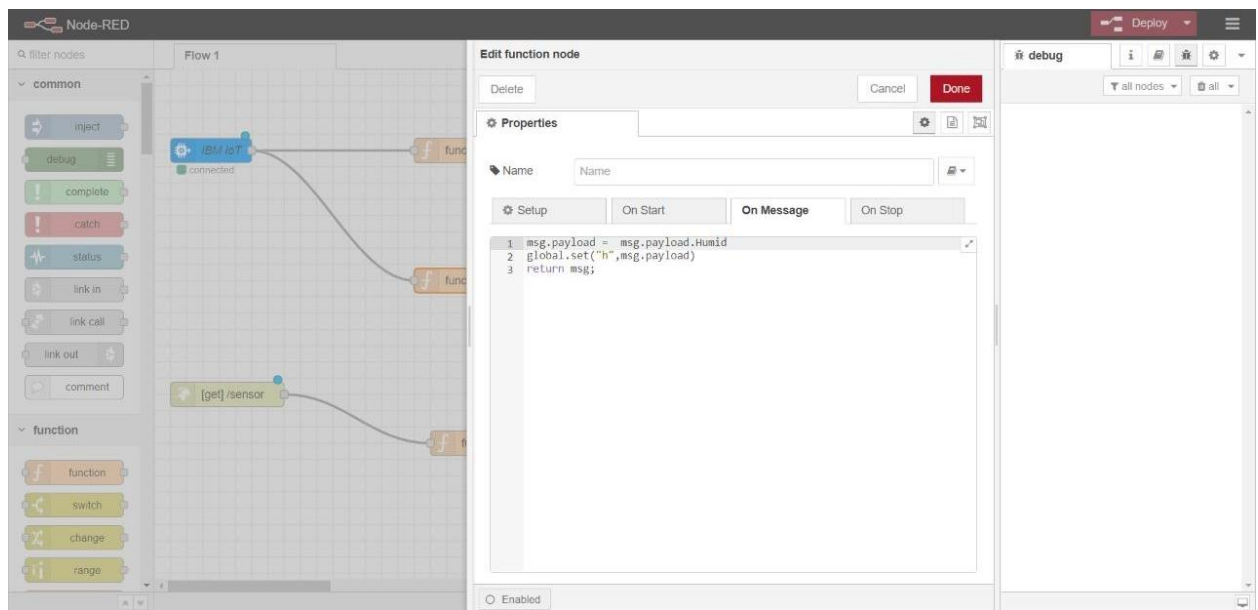 Node-RED
Deploy
filter nodes
common
inject
debug
complete
catch
status
link in
link call
link out
comment
function
function
switch
change
range
Flow 1
IBM IoT
connected
func
func
[get] /sensor
Edit function node
Delete
Cancel
Done
Properties
Name
Name
Setup
On Start
On Message
On Stop
1 msg.payload = msg.payload.Humid
2 global.set("h",msg.payload)
3 return msg;
Enabled
debug
i
all nodes
all